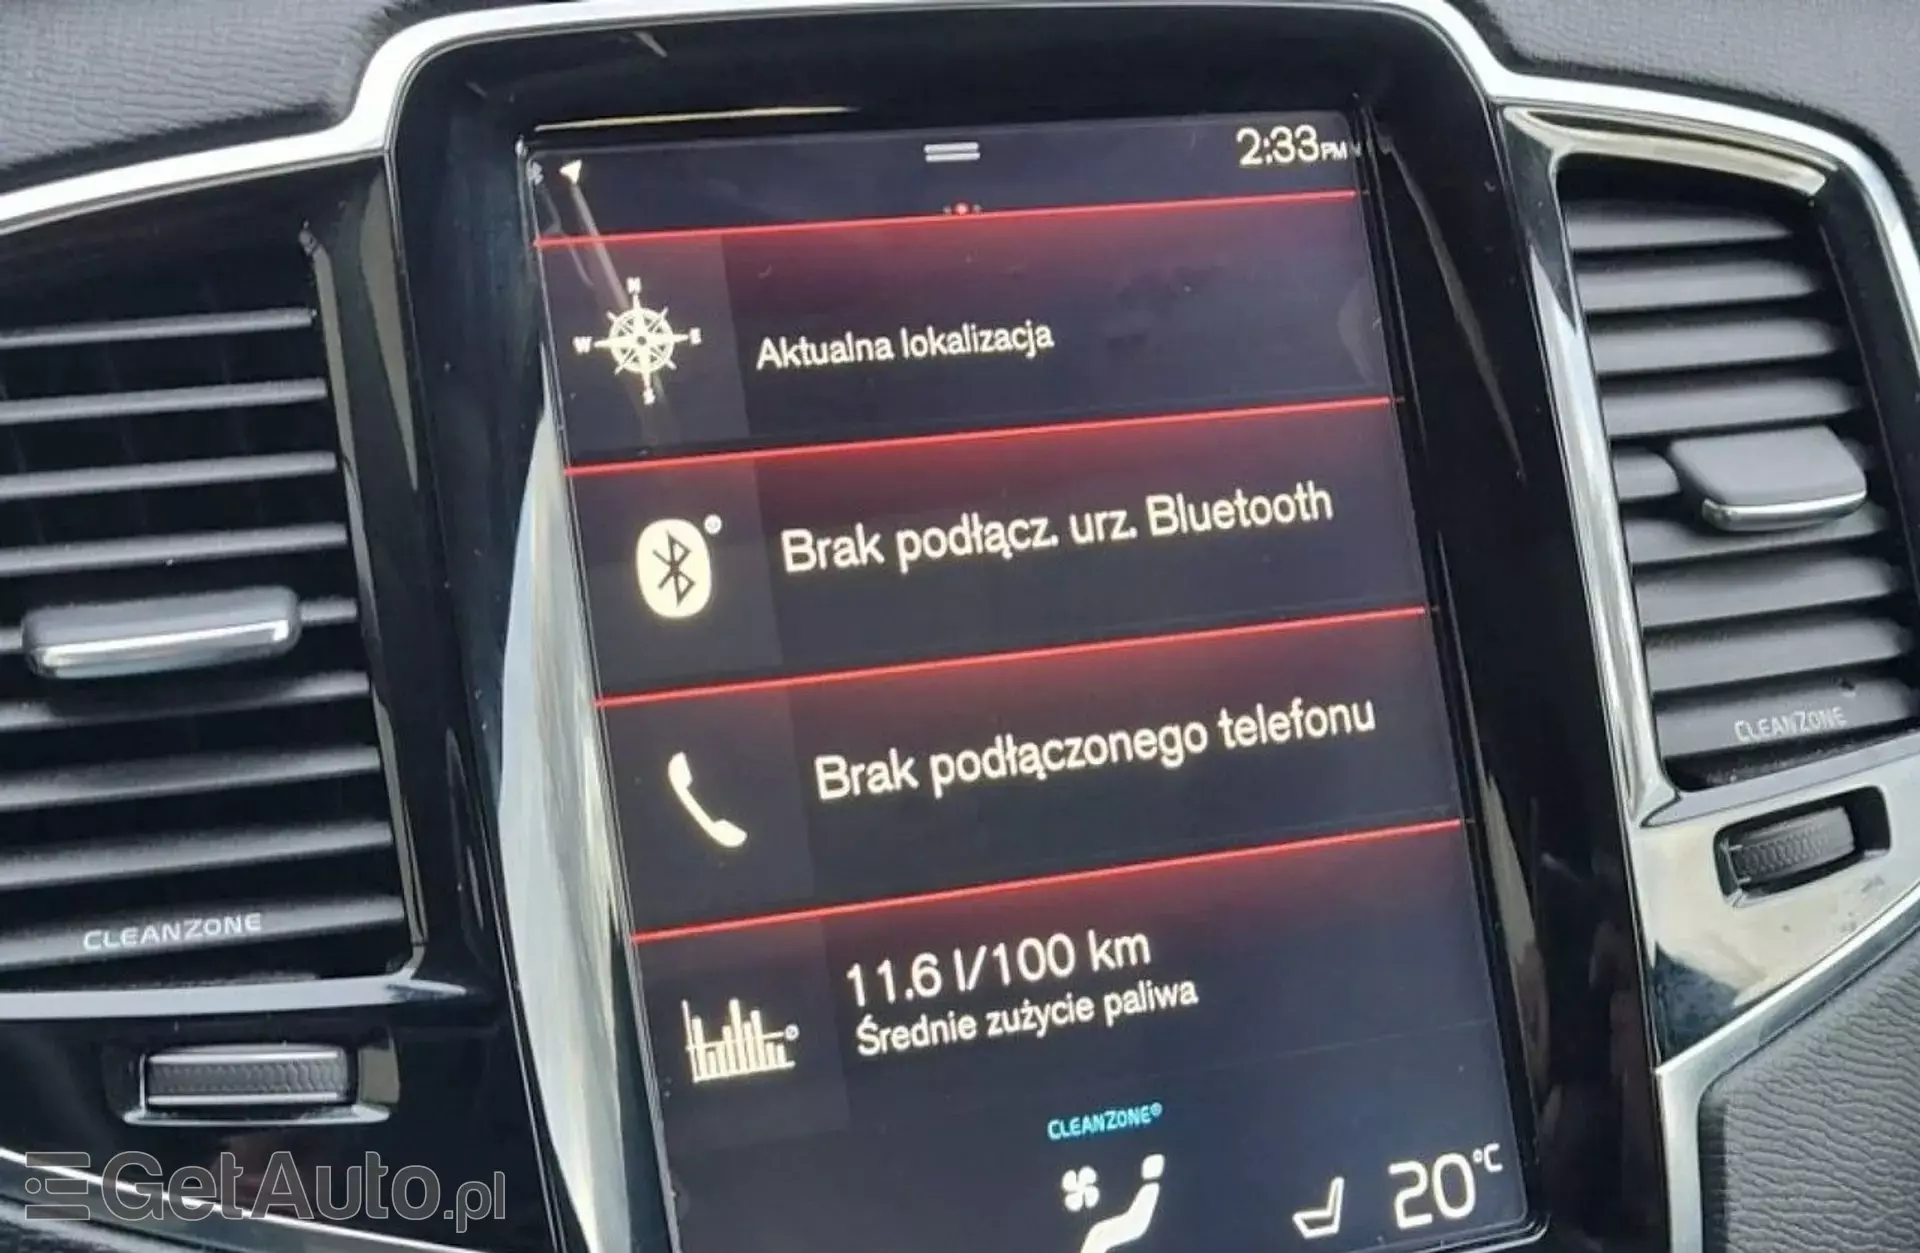 2:33PM
N
W E
S
Aktualna lokalizacja
Brak podłącz. urz. Bluetooth
Brak podłączonego telefonu
11.6 l/100 km
Średnie zużycie paliwa
CLEANZONE®
20°C
CLEANZONE
CLEANZONE
GetAuto.pl